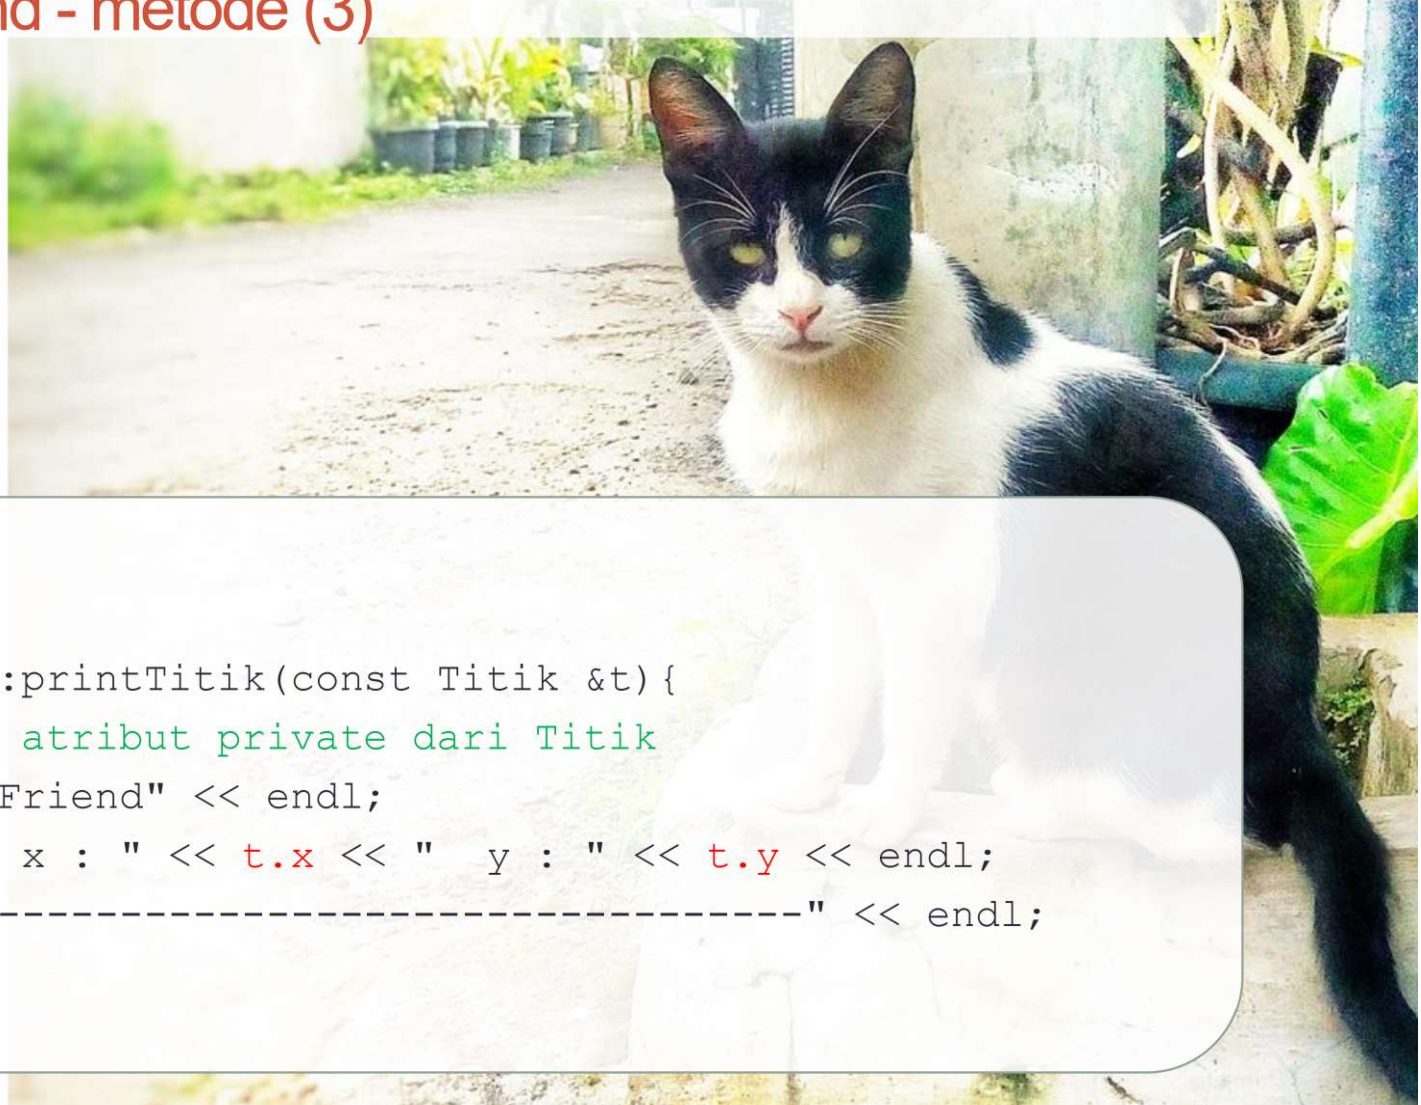 nd - metode (3)
:printTitik(const Titik &t){
atribut private dari Titik
Friend" << endl;
x : " << t.x << "  y : " << t.y << endl;
---------------------------------" << endl;